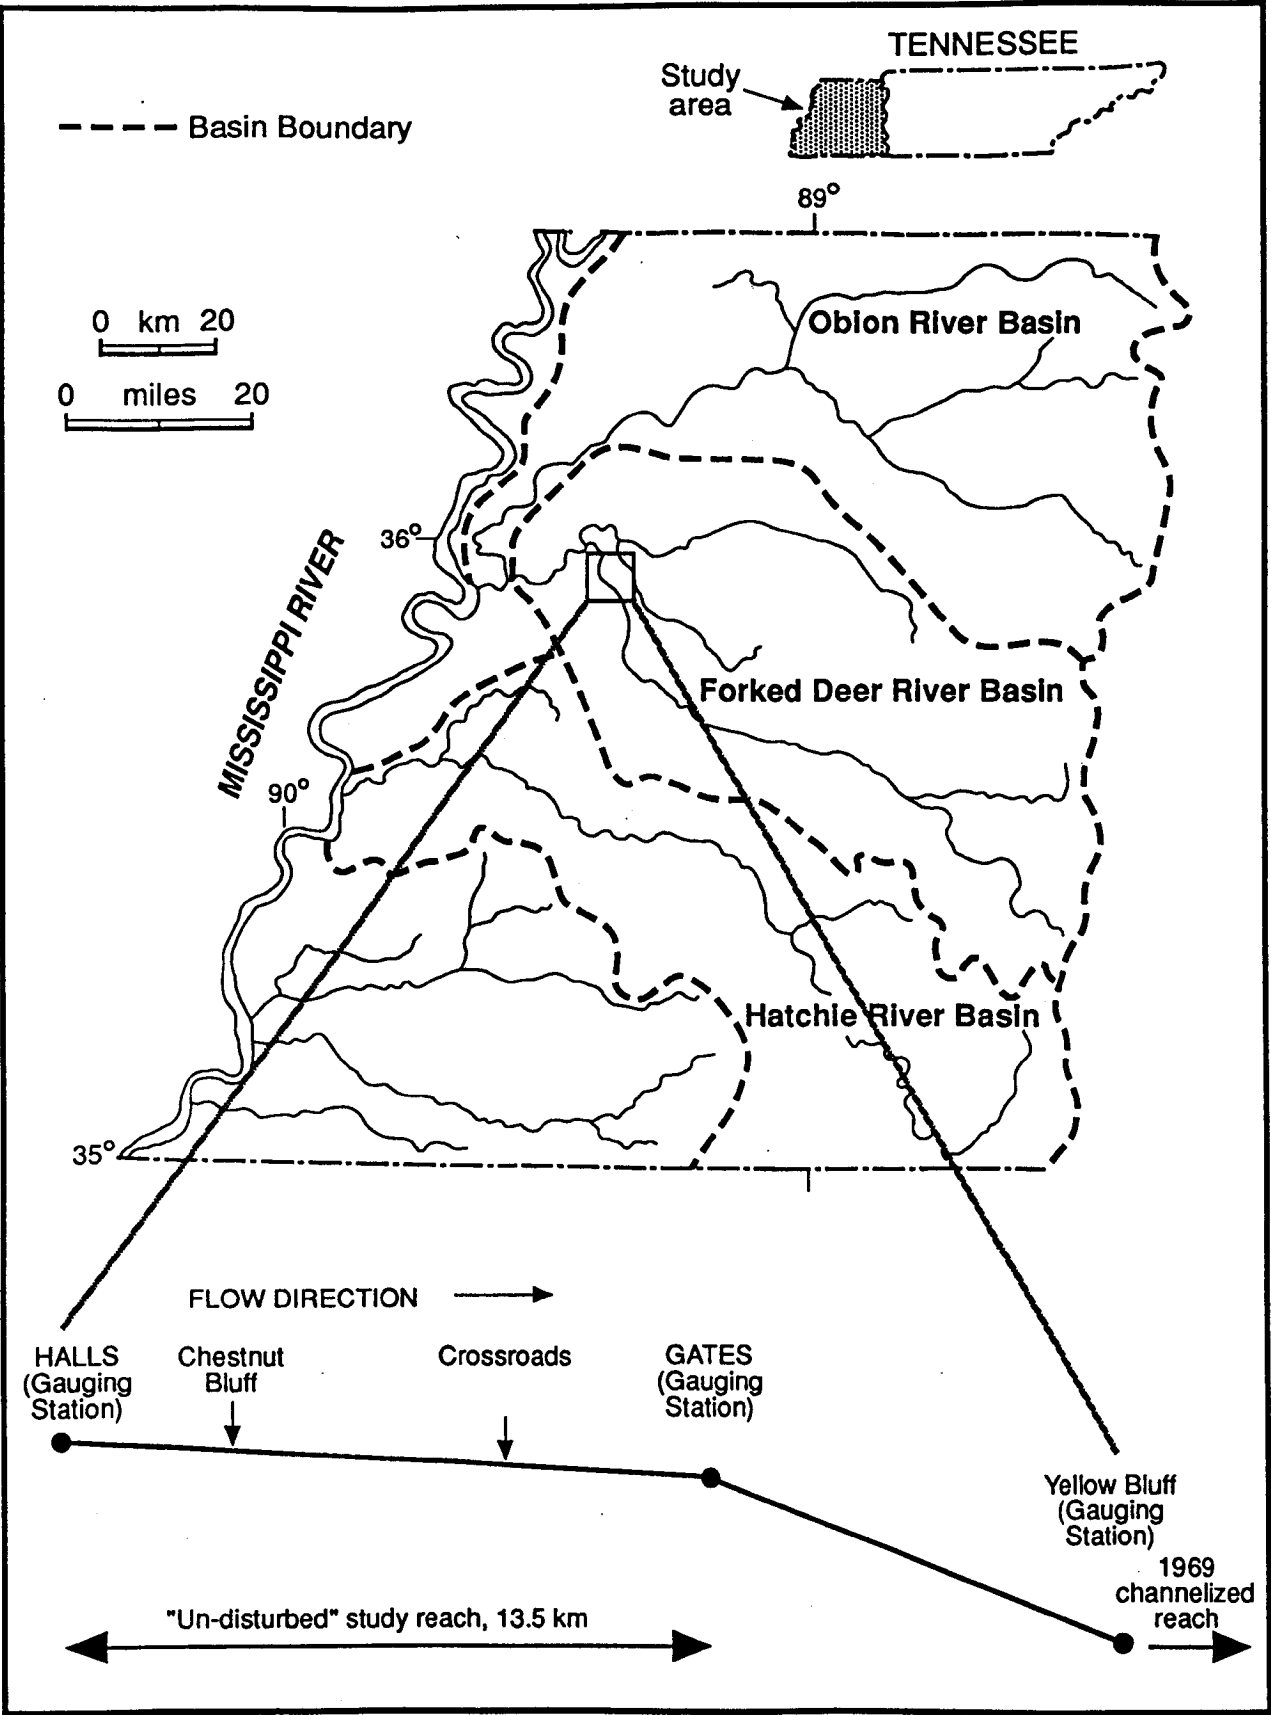 TENNESSEE
Study
area
Basin Boundary
89°
0 km 20
0 miles 20
Obion River Basin
36°
MISSISSIPPI RIVER
Forked Deer River Basin
90°
Hatchie River Basin
35°
FLOW DIRECTION
HALLS
(Gauging
Station)
Chestnut
Bluff
Crossroads
GATES
(Gauging
Station)
Yellow Bluff
(Gauging
Station)
1969
channelized
reach
"Un-disturbed" study reach, 13.5 km